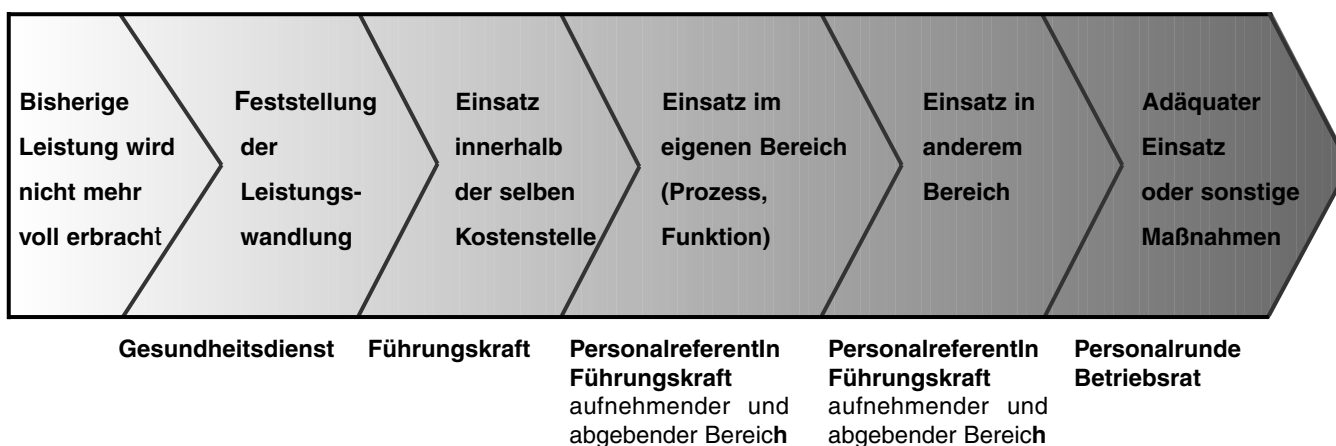 Bisherige
Leistung wird
nicht mehr
voll erbracht
Feststellung
der
Leistungs-
wandlung
Einsatz
innerhalb
der selben
Kostenstelle
Einsatz im
eigenen Bereich
(Prozess,
Funktion)
Einsatz in
anderem
Bereich
Adäquater
Einsatz
oder sonstige
Maßnahmen
Gesundheitsdienst
Führungskraft
PersonalreferentIn
Führungskraft
aufnehmender und
abgebender Bereich
PersonalreferentIn
Führungskraft
aufnehmender und
abgebender Bereich
Personalrunde
Betriebsrat